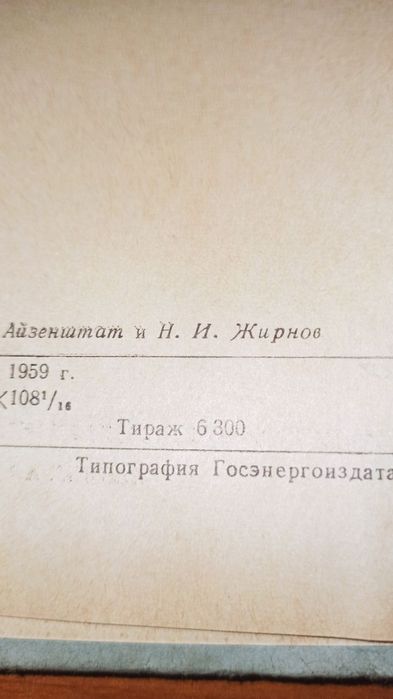 Айзенштат и Н. И. Жирнов
1959 г.
×108¹/₁₆
Тираж 6 300
Типография Госэнергоиздата